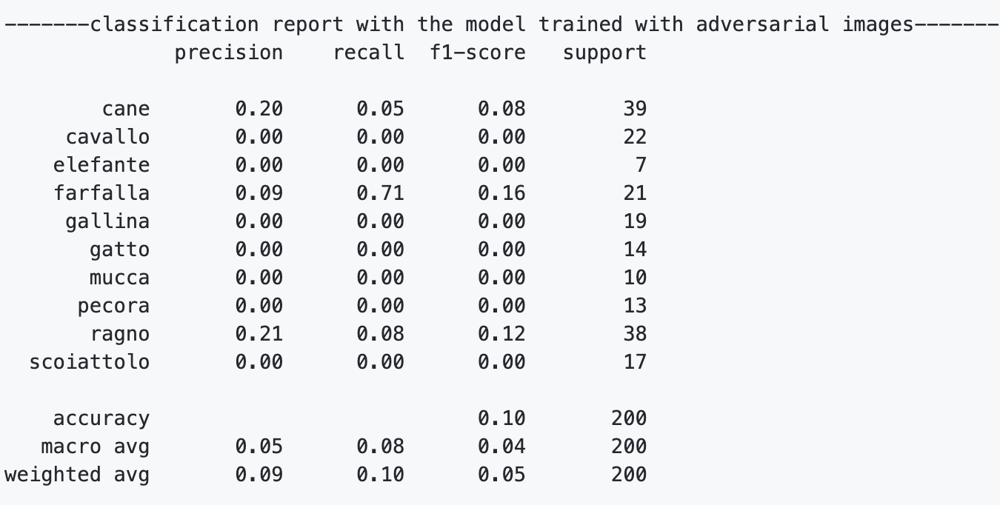 -------classification report with the model trained with adversarial images-------
precision recall f1-score support
cane 0.20 0.05 0.08 39
cavallo 0.00 0.00 0.00 22
elefante 0.00 0.00 0.00 7
farfalla 0.09 0.71 0.16 21
gallina 0.00 0.00 0.00 19
gatto 0.00 0.00 0.00 14
mucca 0.00 0.00 0.00 10
pecora 0.00 0.00 0.00 13
ragno 0.21 0.08 0.12 38
scoiattolo 0.00 0.00 0.00 17
accuracy 0.10 200
macro avg 0.05 0.08 0.04 200
weighted avg 0.09 0.10 0.05 200